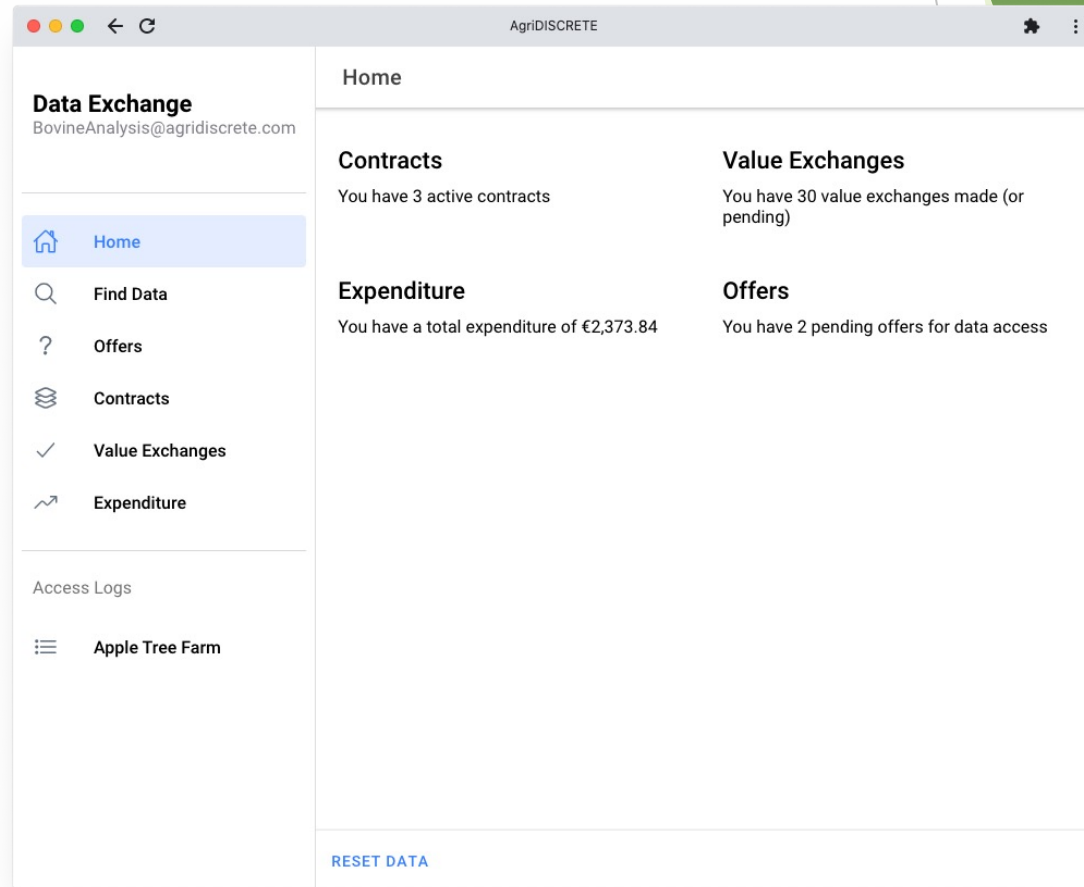 AgriDISCRETE
Data Exchange
BovineAnalysis@agridiscrete.com
Home
Find Data
Offers
Contracts
Value Exchanges
Expenditure
Access Logs
Apple Tree Farm
Home
Contracts
You have 3 active contracts
Value Exchanges
You have 30 value exchanges made (or
pending)
Expenditure
You have a total expenditure of €2,373.84
Offers
You have 2 pending offers for data access
RESET DATA